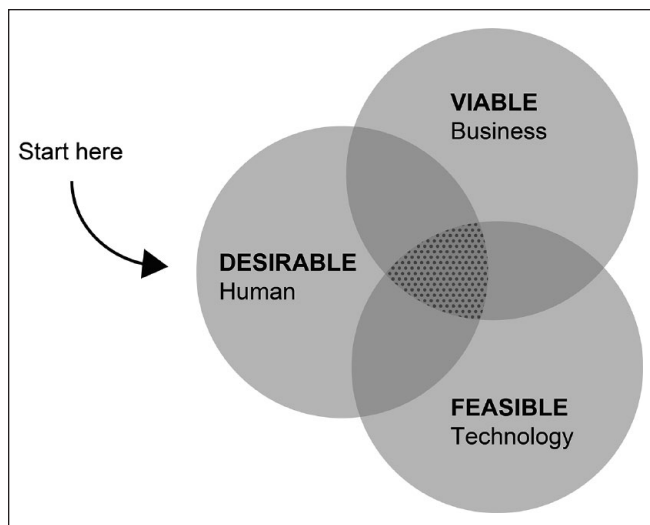 Start here
VIABLE
Business
DESIRABLE
Human
FEASIBLE
Technology